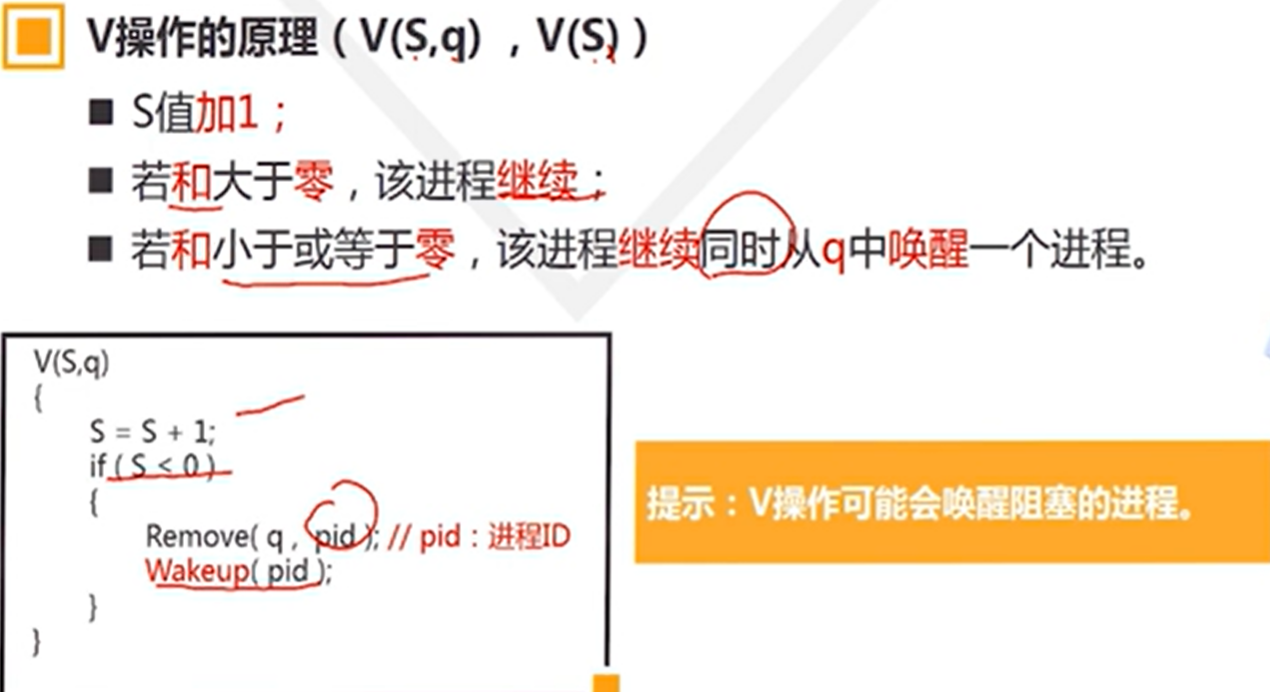 V操作的原理（V(S,q) ，V(S)）
S值加1；
若和大于零，该进程继续；
若和小于或等于零，该进程继续同时从q中唤醒一个进程。
V(S,q)
{
S = S + 1;
if ( S < 0 )
{
Remove( q , pid ); // pid：进程ID
Wakeup( pid );
}
}
提示：V操作可能会唤醒阻塞的进程。